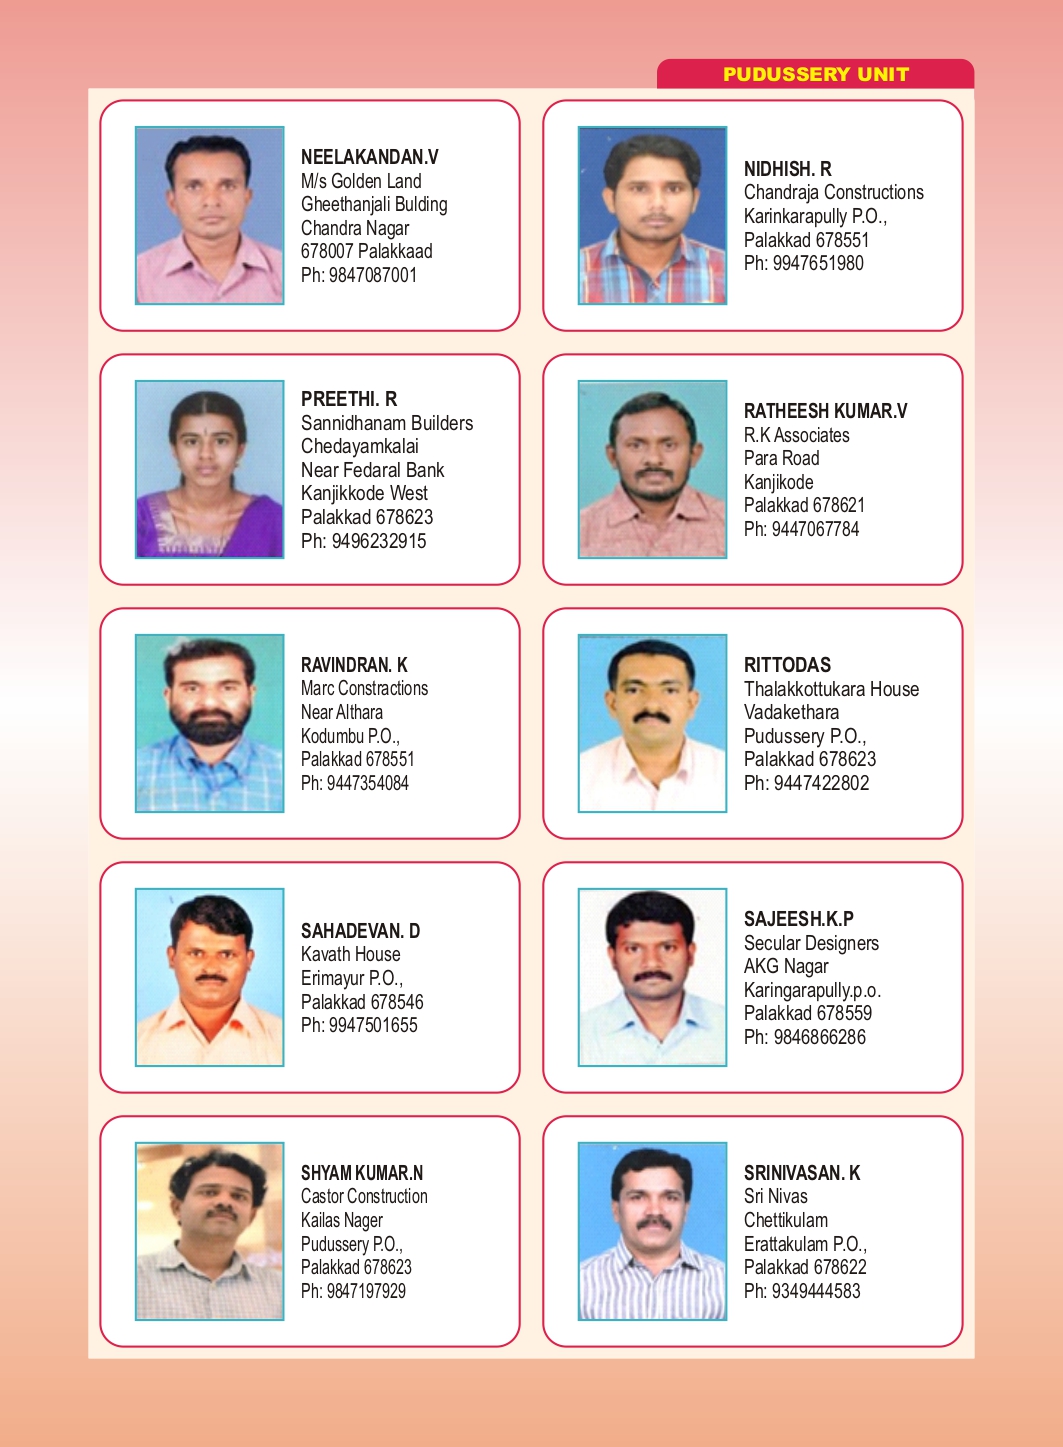 PUDUSSERY UNIT
NEELAKANDAN.V
M/s Golden Land
Gheethanjali Bulding
Chandra Nagar
678007 Palakkaad
Ph: 9847087001
NIDHISH. R
Chandraja Constructions
Karinkarapully P.O.,
Palakkad 678551
Ph: 9947651980
PREETHI. R
Sannidhanam Builders
Chedayamkalai
Near Fedaral Bank
Kanjikkode West
Palakkad 678623
Ph: 9496232915
RATHEESH KUMAR.V
R.K Associates
Para Road
Kanjikode
Palakkad 678621
Ph: 9447067784
RAVINDRAN. K
Marc Constractions
Near Althara
Kodumbu P.O.,
Palakkad 678551
Ph: 9447354084
RITTODAS
Thalakkottukara House
Vadakethara
Pudussery P.O.,
Palakkad 678623
Ph: 9447422802
SAHADEVAN. D
Kavath House
Erimayur P.O.,
Palakkad 678546
Ph: 9947501655
SAJEESH.K.P
Secular Designers
AKG Nagar
Karingarapully.p.o.
Palakkad 678559
Ph: 9846866286
SHYAM KUMAR.N
Castor Construction
Kailas Nager
Pudussery P.O.,
Palakkad 678623
Ph: 9847197929
SRINIVASAN. K
Sri Nivas
Chettikulam
Erattakulam P.O.,
Palakkad 678622
Ph: 9349444583